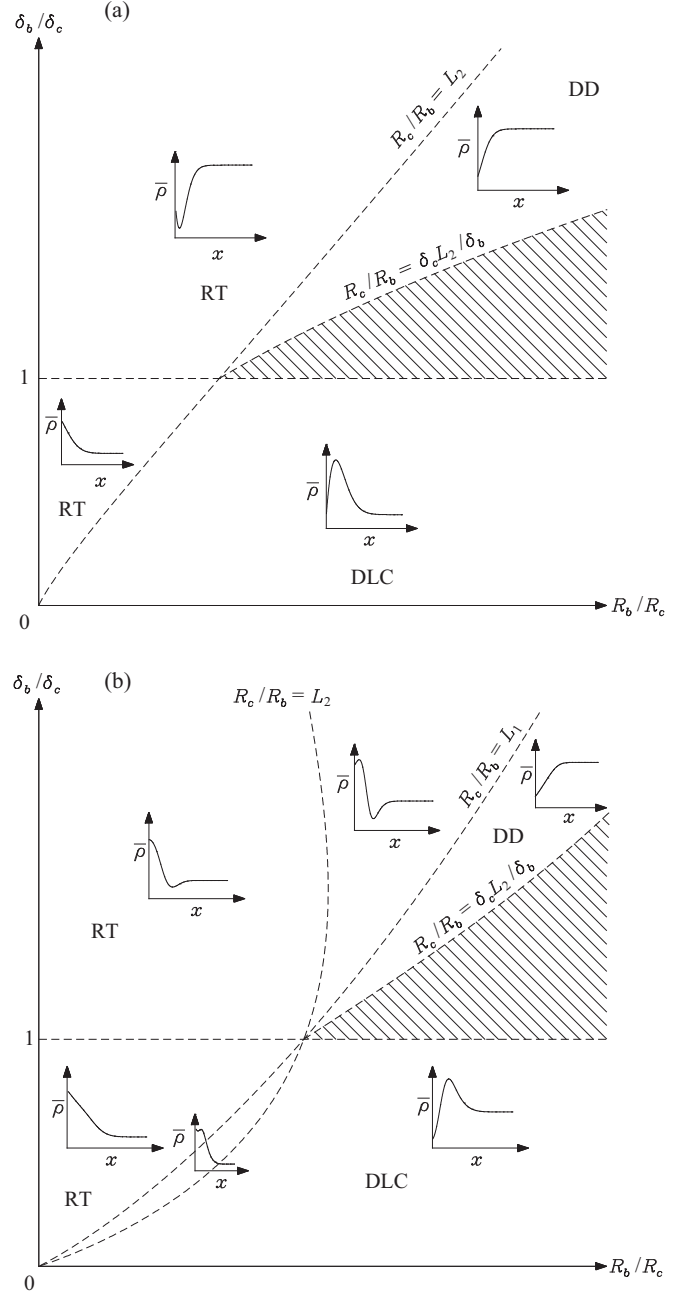 (a)
δ_b/δ_c
R_c/R_b = L_2
DD
ρ̅
x
ρ̅
x
RT
R_c/R_b = δ_c L_2/δ_b
1
ρ̅
x
RT
ρ̅
x
DLC
0
R_b/R_c
(b)
δ_b/δ_c
R_c/R_b = L_2
R_c/R_b = L_1
ρ̅
x
ρ̅
x
DD
ρ̅
x
R_c/R_b = δ_c L_2/δ_b
RT
1
ρ̅
x
ρ̅
x
ρ̅
x
RT
DLC
0
R_b/R_c